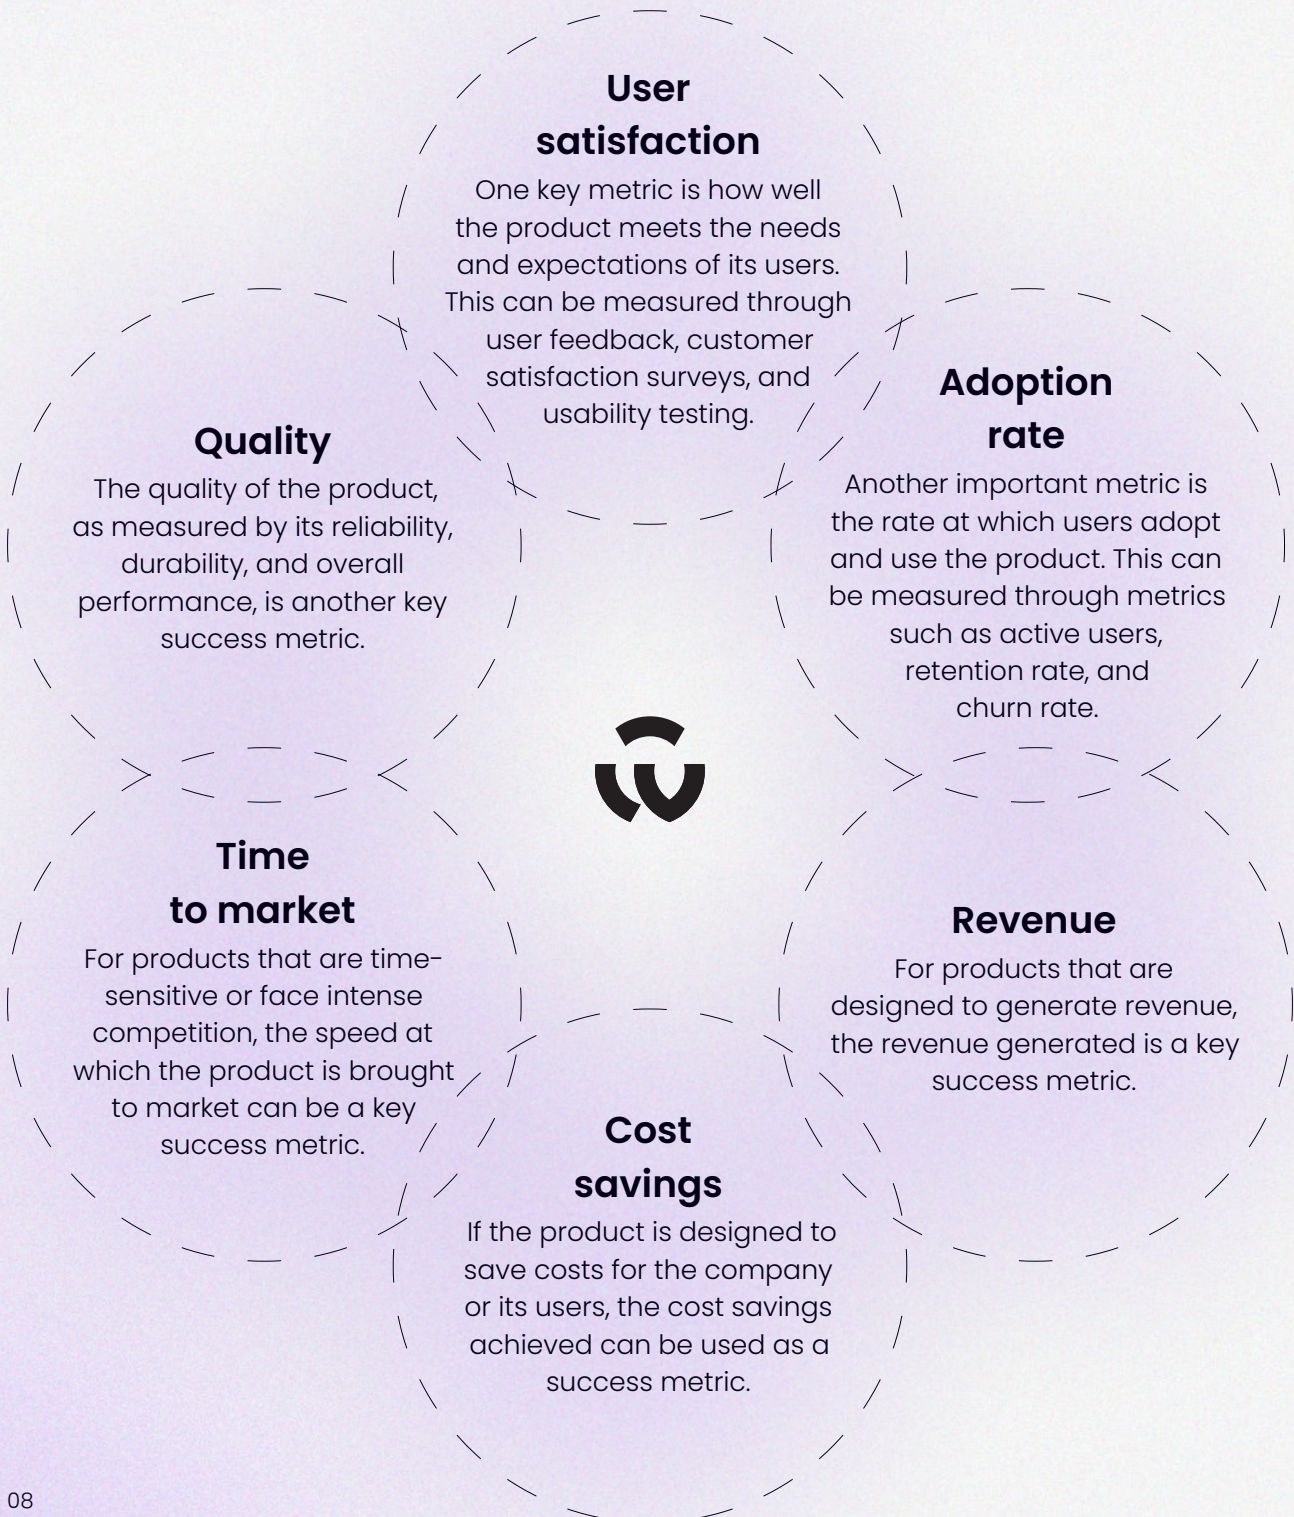 User
satisfaction
One key metric is how well
the product meets the needs
and expectations of its users.
This can be measured through
user feedback, customer
satisfaction surveys, and
usability testing.
Adoption
rate
Another important metric is
the rate at which users adopt
and use the product. This can
be measured through metrics
such as active users,
retention rate, and
churn rate.
Quality
The quality of the product,
as measured by its reliability,
durability, and overall
performance, is another key
success metric.
Time
to market
For products that are time-
sensitive or face intense
competition, the speed at
which the product is brought
to market can be a key
success metric.
Revenue
For products that are
designed to generate revenue,
the revenue generated is a key
success metric.
Cost
savings
If the product is designed to
save costs for the company
or its users, the cost savings
achieved can be used as a
success metric.
08